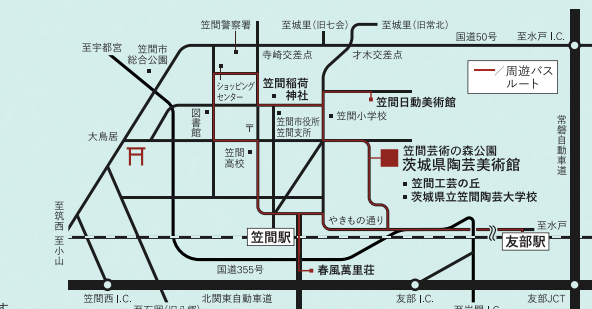 笠間警察署
至城里(旧七会)
至城里(旧常北)
国道50号
至水戸 I.C.
至宇都宮
笠間市
総合公園
寺崎交差点
才木交差点
ショッピング
センター
笠間稲荷
神社
／周遊バス
ルート
笠間日動美術館
図書館
〒
笠間市役所
笠間支所
笠間小学校
大鳥居
笠間
高校
笠間芸術の森公園
茨城県陶芸美術館
笠間工芸の丘
茨城県立笠間陶芸大学校
常磐自動車道
至筑西
至小山
やきもの通り
至水戸
笠間駅
友部駅
国道355号
春風萬里荘
笠間西 I.C.
北関東自動車道
友部 I.C.
友部JCT
す